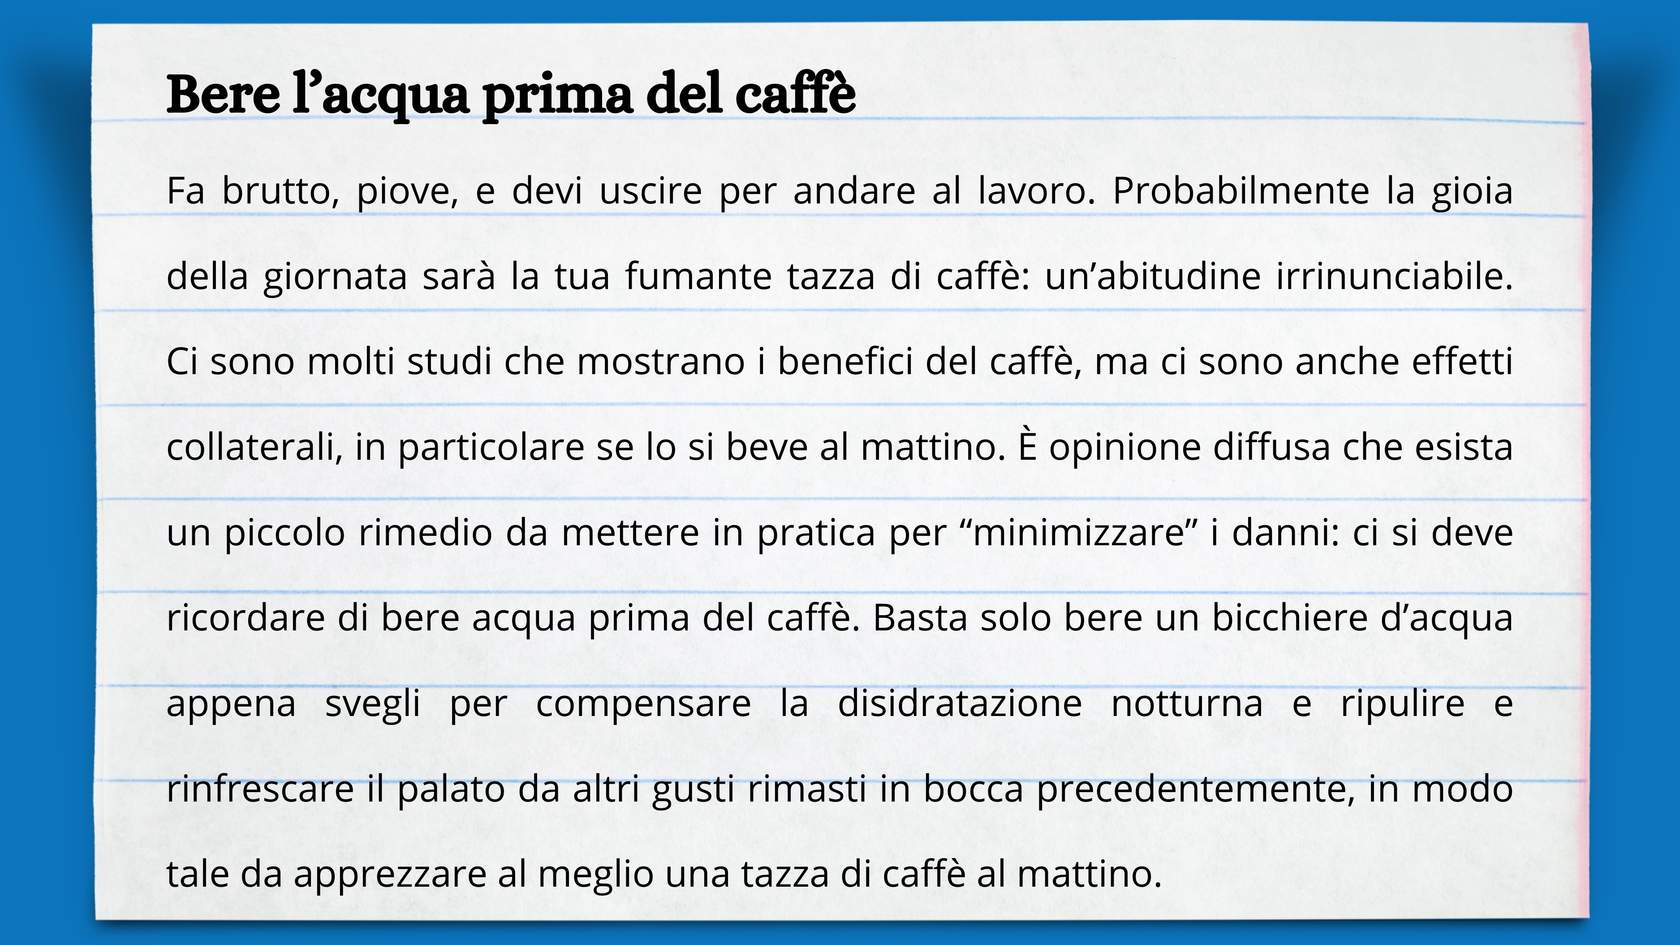 Bere l’acqua prima del caffè
Fa brutto, piove, e devi uscire per andare al lavoro. Probabilmente la gioia
della giornata sarà la tua fumante tazza di caffè: un’abitudine irrinunciabile.
Ci sono molti studi che mostrano i benefici del caffè, ma ci sono anche effetti
collaterali, in particolare se lo si beve al mattino. È opinione diffusa che esista
un piccolo rimedio da mettere in pratica per “minimizzare” i danni: ci si deve
ricordare di bere acqua prima del caffè. Basta solo bere un bicchiere d’acqua
appena svegli per compensare la disidratazione notturna e ripulire e
rinfrescare il palato da altri gusti rimasti in bocca precedentemente, in modo
tale da apprezzare al meglio una tazza di caffè al mattino.